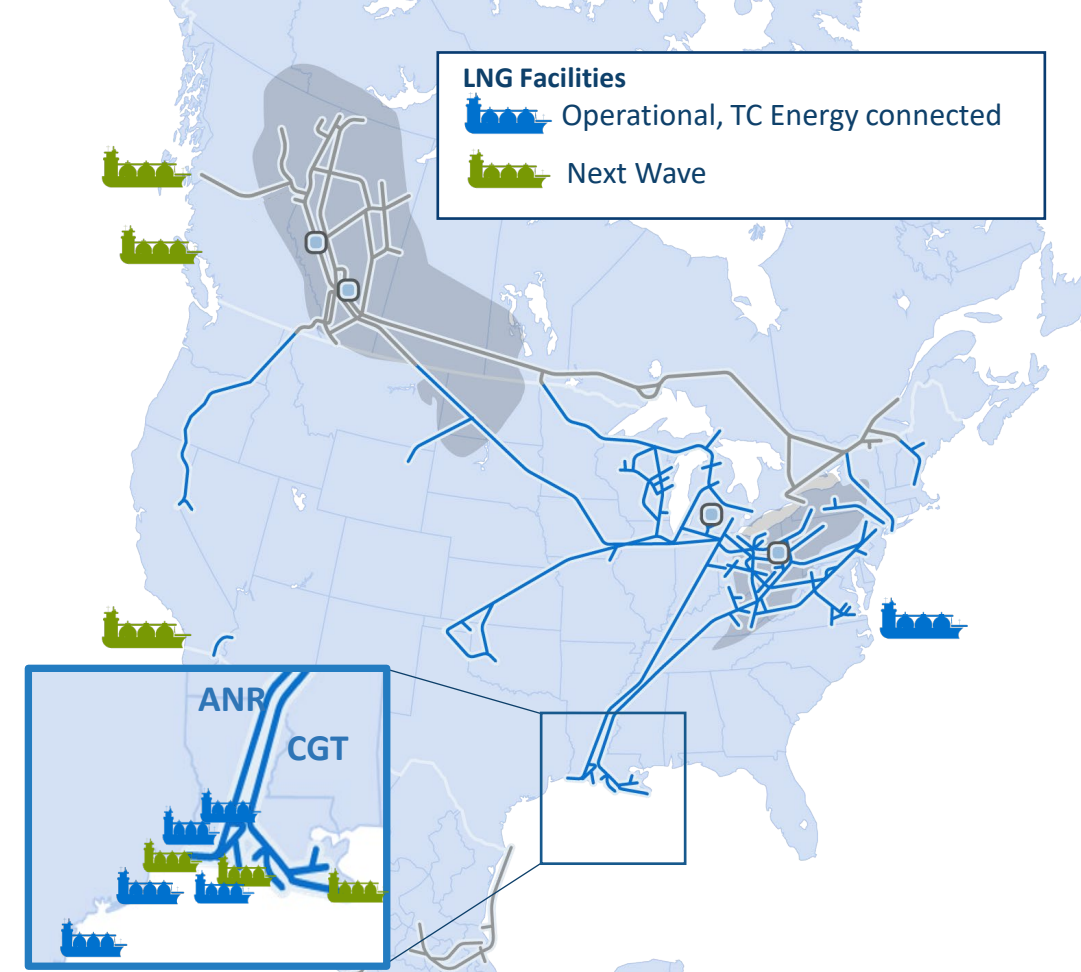 LNG Facilities
Operational, TC Energy connected
Next Wave
ANR
CGT